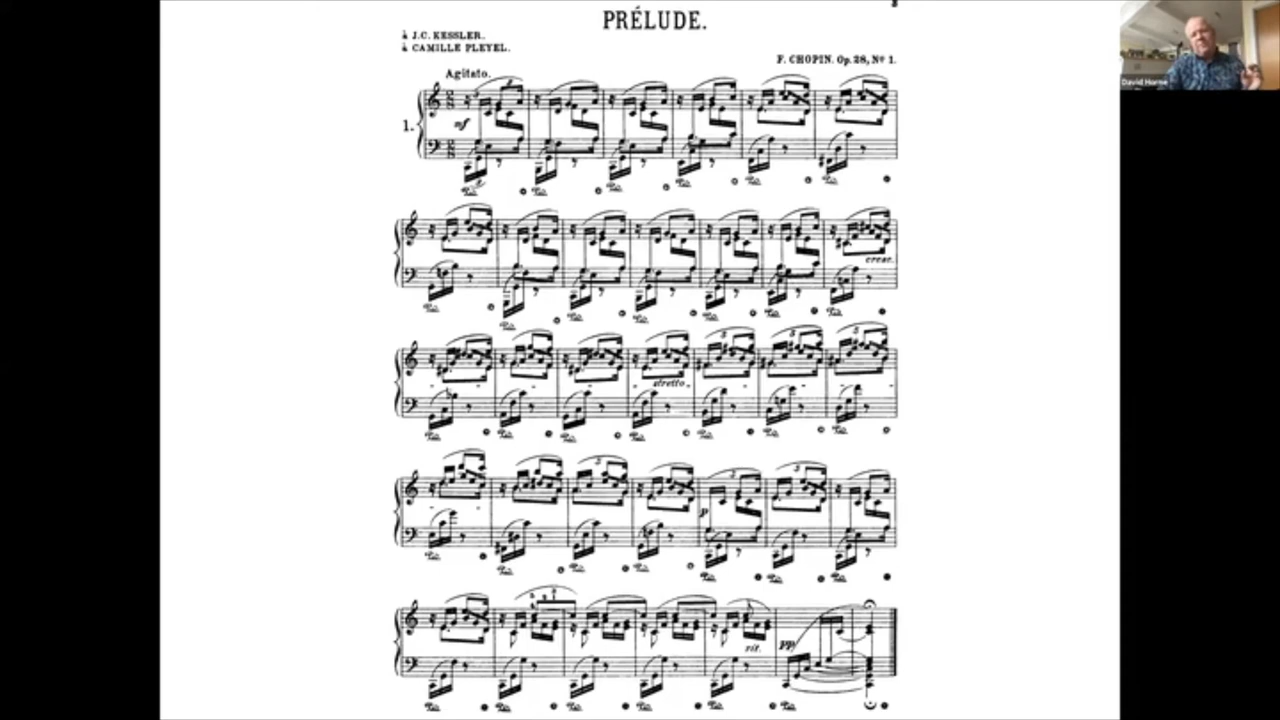 PRÉLUDE.
à J.C. KESSLER.
à CAMILLE PLEYEL.
F. CHOPIN. Op. 28, Nº 1.
Agitato.
1.
mf
cresc.
stretto
p
rit.
pp
David Horne